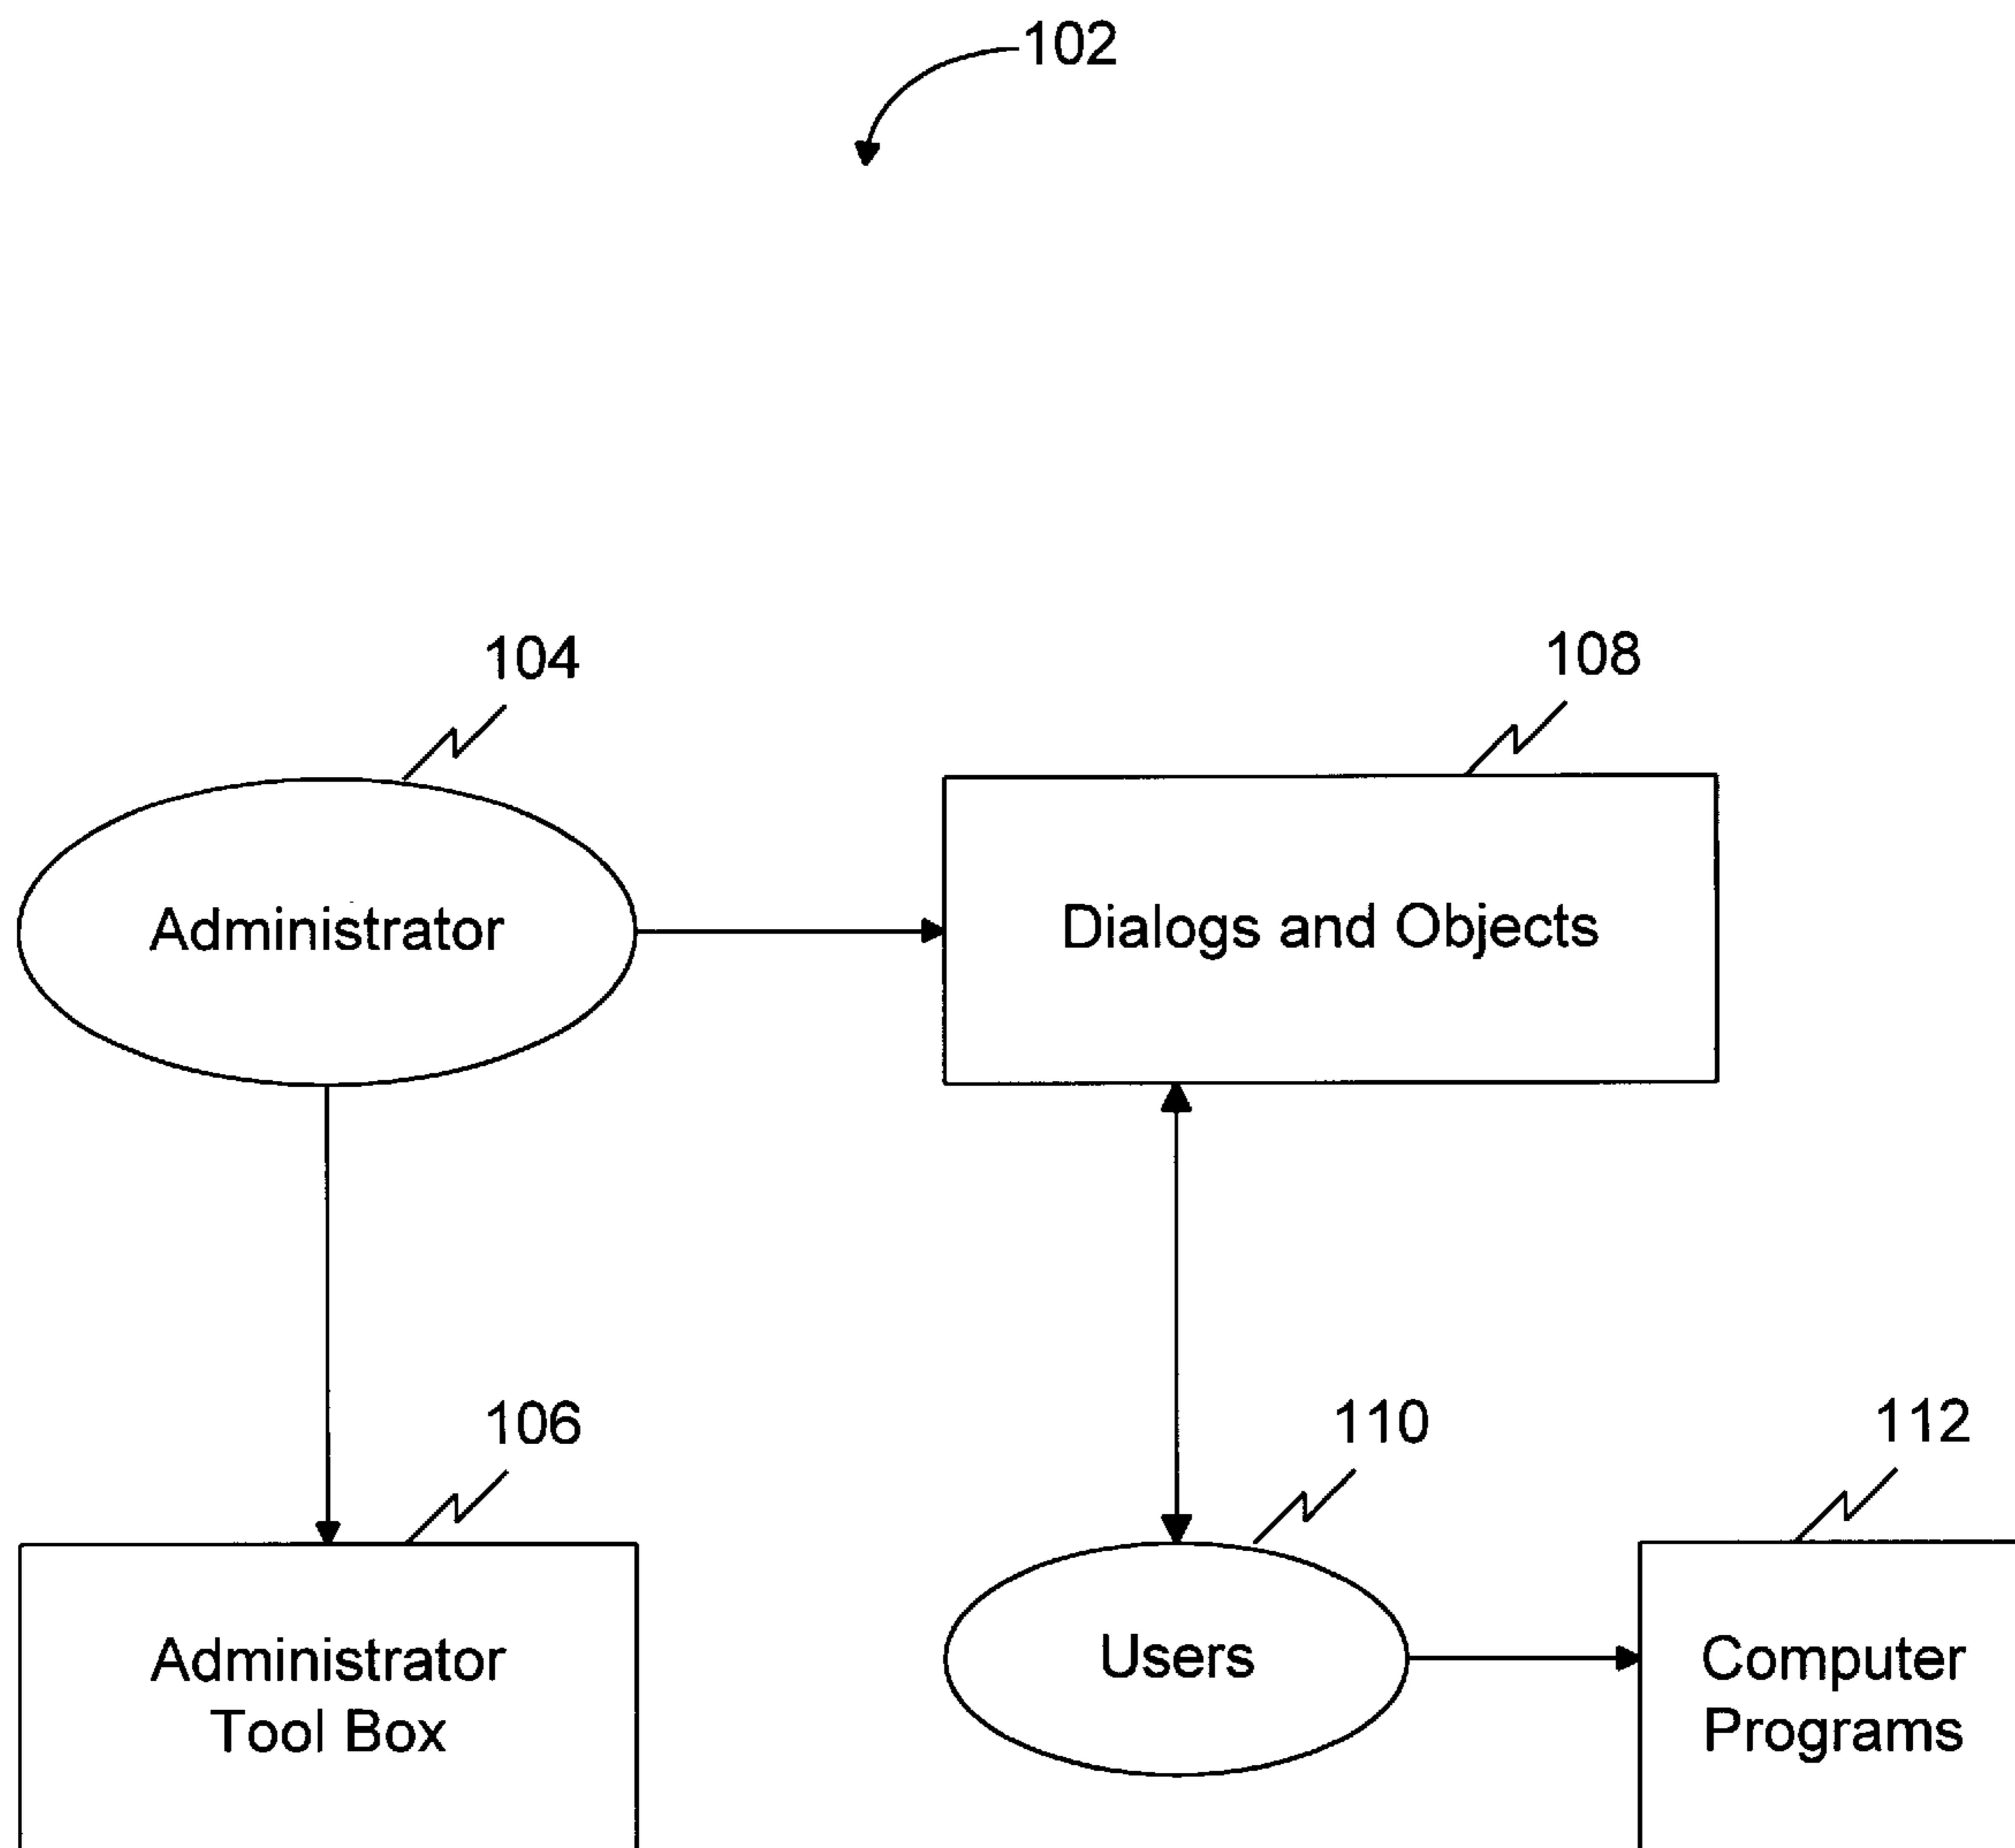 102
104
108
Administrator
Dialogs and Objects
106
110
112
Administrator
Tool Box
Users
Computer
Programs